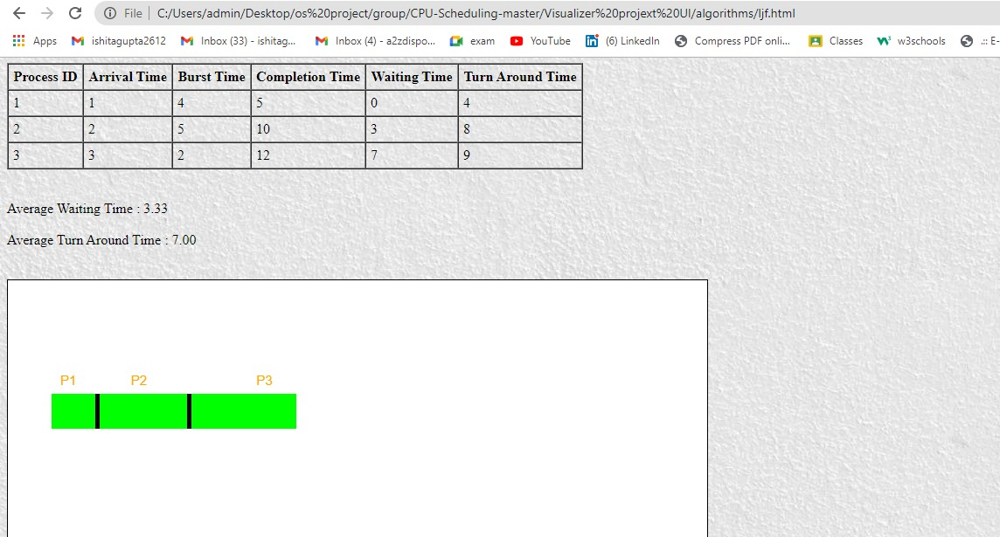 File C:/Users/admin/Desktop/os%20project/group/CPU-Scheduling-master/Visualizer%20projext%20UI/algorithms/ljf.html
Apps ishitagupta2612 Inbox (33) - ishitag... Inbox (4) - a2zdispo... exam YouTube (6) LinkedIn Compress PDF onli... Classes w3schools .:: E-
Process ID Arrival Time Burst Time Completion Time Waiting Time Turn Around Time
1 1 4 5 0 4
2 2 5 10 3 8
3 3 2 12 7 9
Average Waiting Time : 3.33
Average Turn Around Time : 7.00
P1 P2 P3